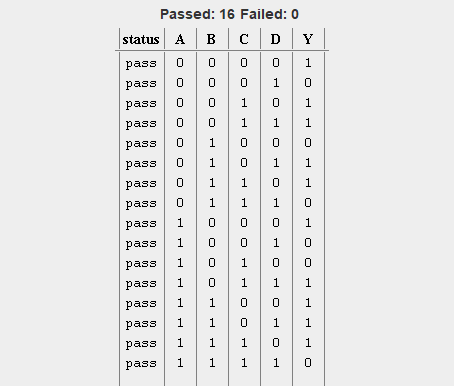 Passed: 16 Failed: 0
status A B C D Y
pass 0 0 0 0 1
pass 0 0 0 1 0
pass 0 0 1 0 1
pass 0 0 1 1 1
pass 0 1 0 0 0
pass 0 1 0 1 1
pass 0 1 1 0 1
pass 0 1 1 1 0
pass 1 0 0 0 1
pass 1 0 0 1 0
pass 1 0 1 0 0
pass 1 0 1 1 1
pass 1 1 0 0 1
pass 1 1 0 1 1
pass 1 1 1 0 1
pass 1 1 1 1 0